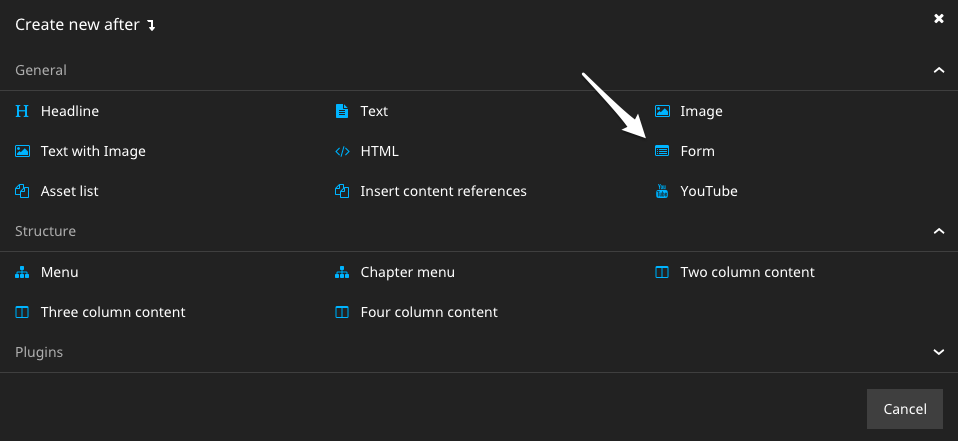 Create new after
General
Headline
Text
Image
Text with Image
HTML
Form
Asset list
Insert content references
YouTube
Structure
Menu
Chapter menu
Two column content
Three column content
Four column content
Plugins
Cancel